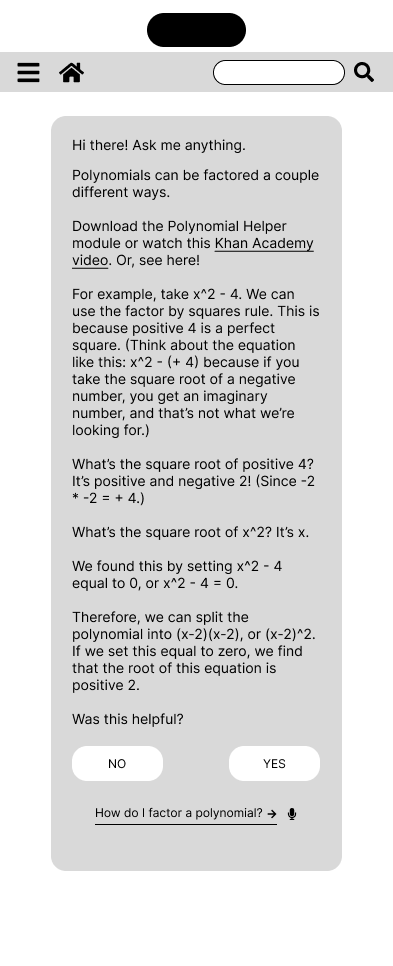 Hi there! Ask me anything.
Polynomials can be factored a couple
different ways.
Download the Polynomial Helper
module or watch this Khan Academy
video. Or, see here!
For example, take x^2 - 4. We can
use the factor by squares rule. This is
because positive 4 is a perfect
square. (Think about the equation
like this: x^2 - (+ 4) because if you
take the square root of a negative
number, you get an imaginary
number, and that’s not what we’re
looking for.)
What’s the square root of positive 4?
It’s positive and negative 2! (Since -2
* -2 = + 4.)
What’s the square root of x^2? It’s x.
We found this by setting x^2 - 4
equal to 0, or x^2 - 4 = 0.
Therefore, we can split the
polynomial into (x-2)(x-2), or (x-2)^2.
If we set this equal to zero, we find
that the root of this equation is
positive 2.
Was this helpful?
NO YES
How do I factor a polynomial? →